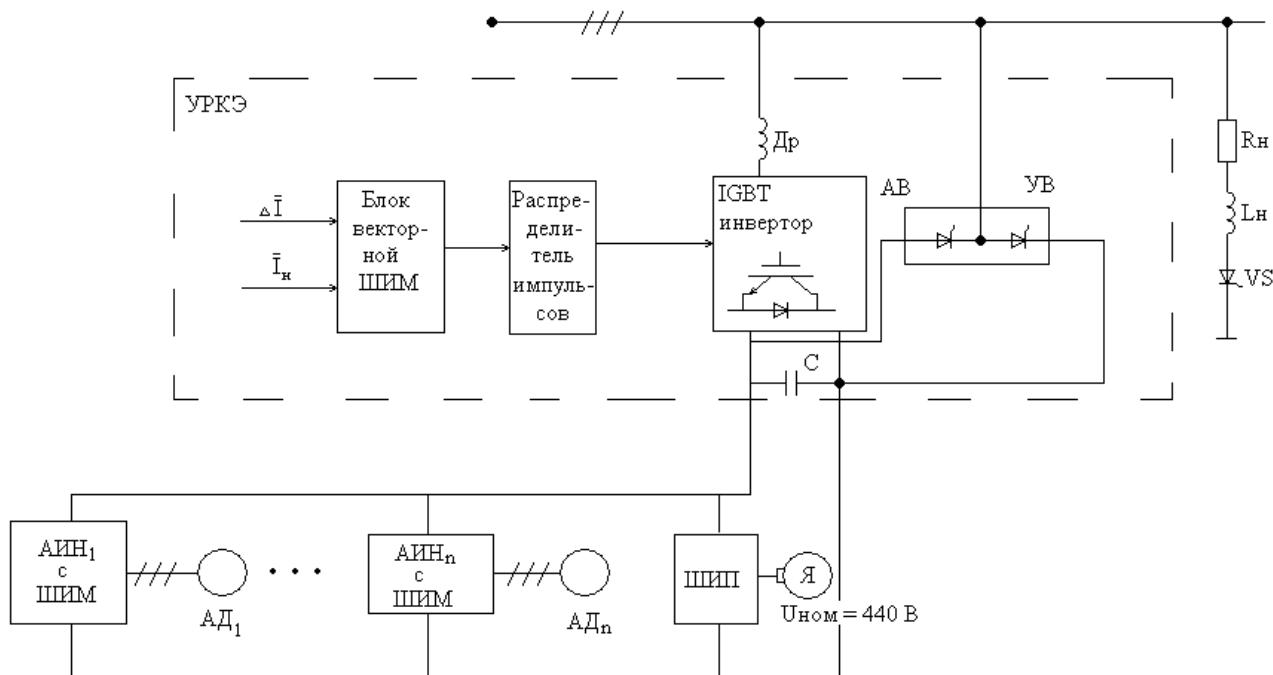 УРКЭ
Др
Rн
Lн
VS
АВ
УВ
IGBT
инвертор
Δ Ī
Īн
Блок
вектор-
ной
ШИМ
Распре-
дели-
тель
импуль-
сов
C
АИН1
с
ШИМ
АД1
• • •
АИНn
с
ШИМ
АДn
ШИП
Я
Uном = 440 В